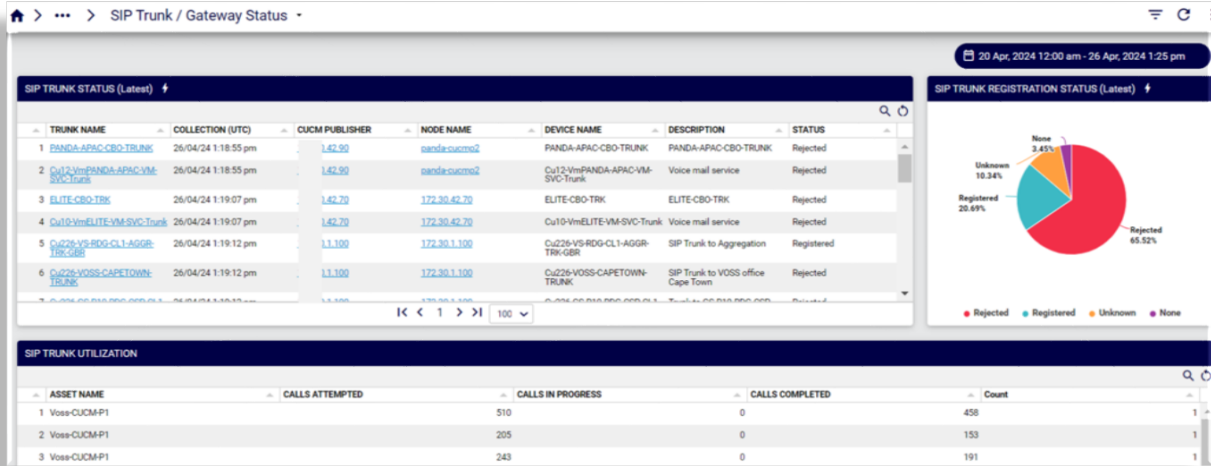 SIP Trunk / Gateway Status
20 Apr, 2024 12:00 am - 26 Apr, 2024 1:25 pm
SIP TRUNK STATUS (Latest)
TRUNK NAME COLLECTION (UTC) CUCM PUBLISHER NODE NAME DEVICE NAME DESCRIPTION STATUS
1 PANDA-APAC-CBO-TRUNK 26/04/24 1:18:55 pm .42.90 panda-cucmp2 PANDA-APAC-CBO-TRUNK PANDA-APAC-CBO-TRUNK Rejected
2 Cu12-VmPANDA-APAC-VM-SVC-Trunk 26/04/24 1:18:55 pm .42.90 panda-cucmp2 Cu12-VmPANDA-APAC-VM-SVC-Trunk Voice mail service Rejected
3 ELITE-CBO-TRK 26/04/24 1:19:07 pm .42.70 172.30.42.70 ELITE-CBO-TRK ELITE-CBO-TRK Rejected
4 Cu10-VmELITE-VM-SVC-Trunk 26/04/24 1:19:07 pm .42.70 172.30.42.70 Cu10-VmELITE-VM-SVC-Trunk Voice mail service Rejected
5 Cu226-VS-RDG-CL1-AGGR-TRK-GBR 26/04/24 1:19:12 pm .1.100 172.30.1.100 Cu226-VS-RDG-CL1-AGGR-TRK-GBR SIP Trunk to Aggregation Registered
6 Cu226-VOSS-CAPETOWN-TRUNK 26/04/24 1:19:12 pm .1.100 172.30.1.100 Cu226-VOSS-CAPETOWN-TRUNK SIP Trunk to VOSS office Cape Town Rejected
1 100
SIP TRUNK REGISTRATION STATUS (Latest)
None
3.45%
Unknown
10.34%
Registered
20.69%
Rejected
65.52%
Rejected Registered Unknown None
SIP TRUNK UTILIZATION
ASSET NAME CALLS ATTEMPTED CALLS IN PROGRESS CALLS COMPLETED Count
1 Voss-CUCM-P1 510 0 458 1
2 Voss-CUCM-P1 205 0 153 1
3 Voss-CUCM-P1 243 0 191 1